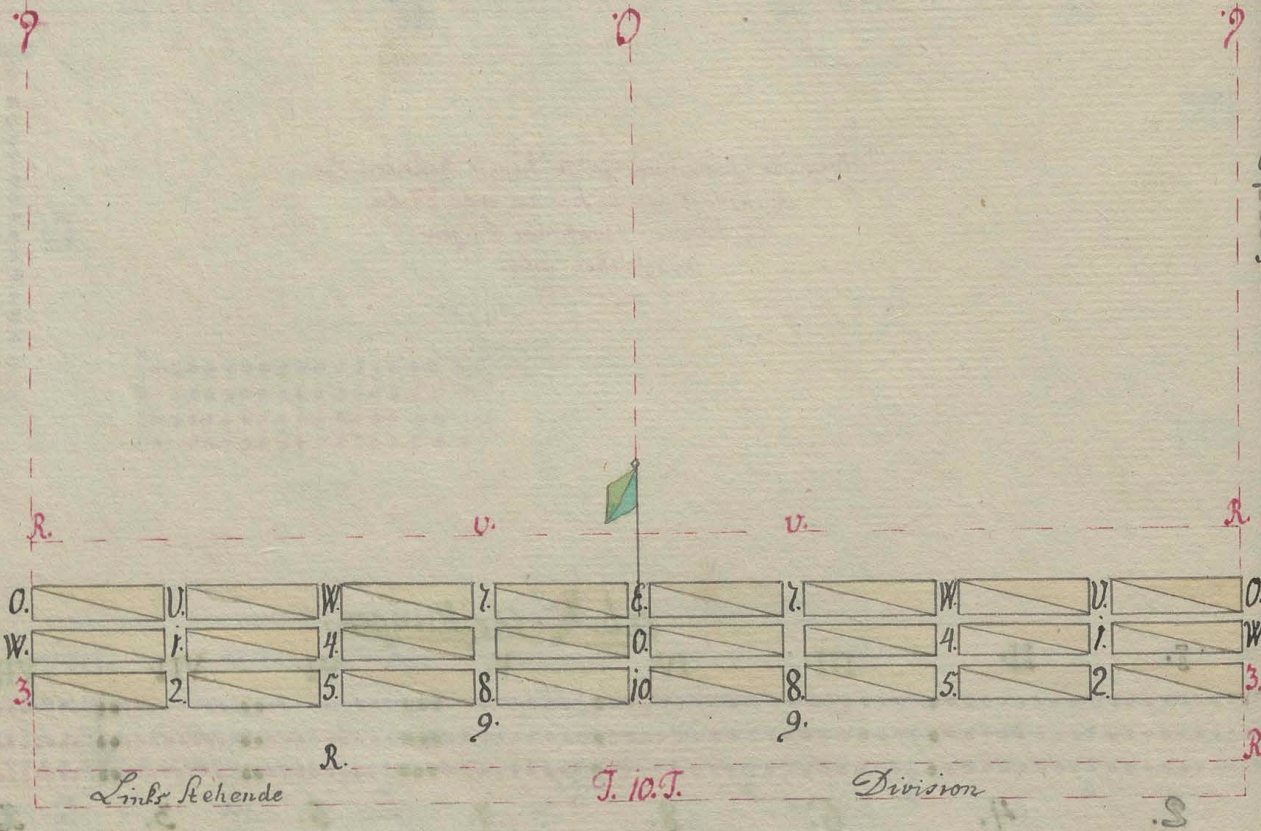 R. U. U. R.
O. U. W. 7. E. 7. W. U. O.
W. 1. 4. O. 4. 1. W
3. 2. 5. 8. 10 8. 5. 2. 3.
9. 9.
R. R
Links stehende T. 10. T. Division